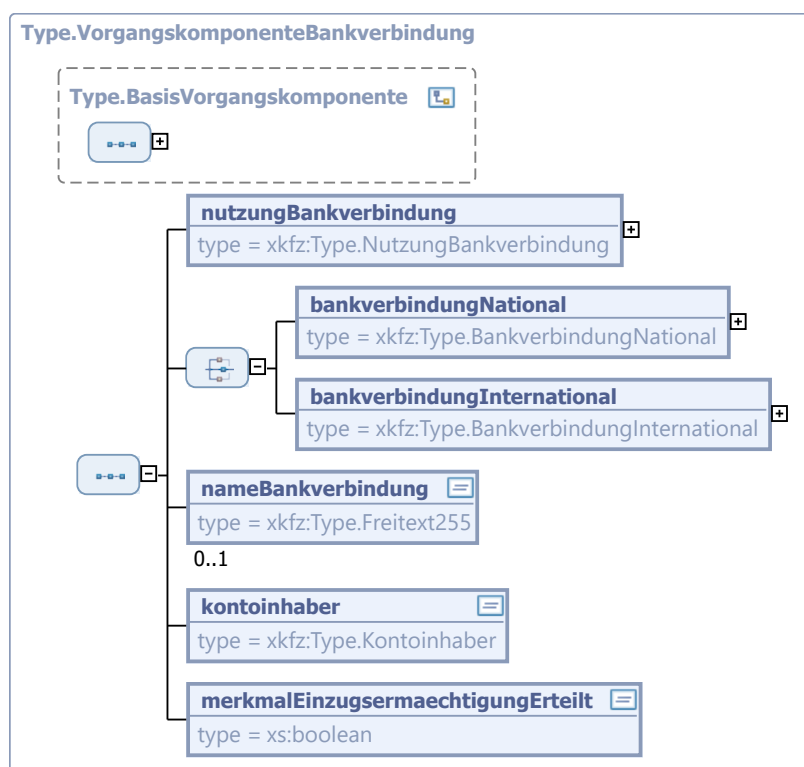 Type.VorgangskomponenteBankverbindung
Type.BasisVorgangskomponente
nutzungBankverbindung
type = xkfz:Type.NutzungBankverbindung
bankverbindungNational
type = xkfz:Type.BankverbindungNational
bankverbindungInternational
type = xkfz:Type.BankverbindungInternational
nameBankverbindung
type = xkfz:Type.Freitext255
0..1
kontoinhaber
type = xkfz:Type.Kontoinhaber
merkmalEinzugsermaechtigungErteilt
type = xs:boolean